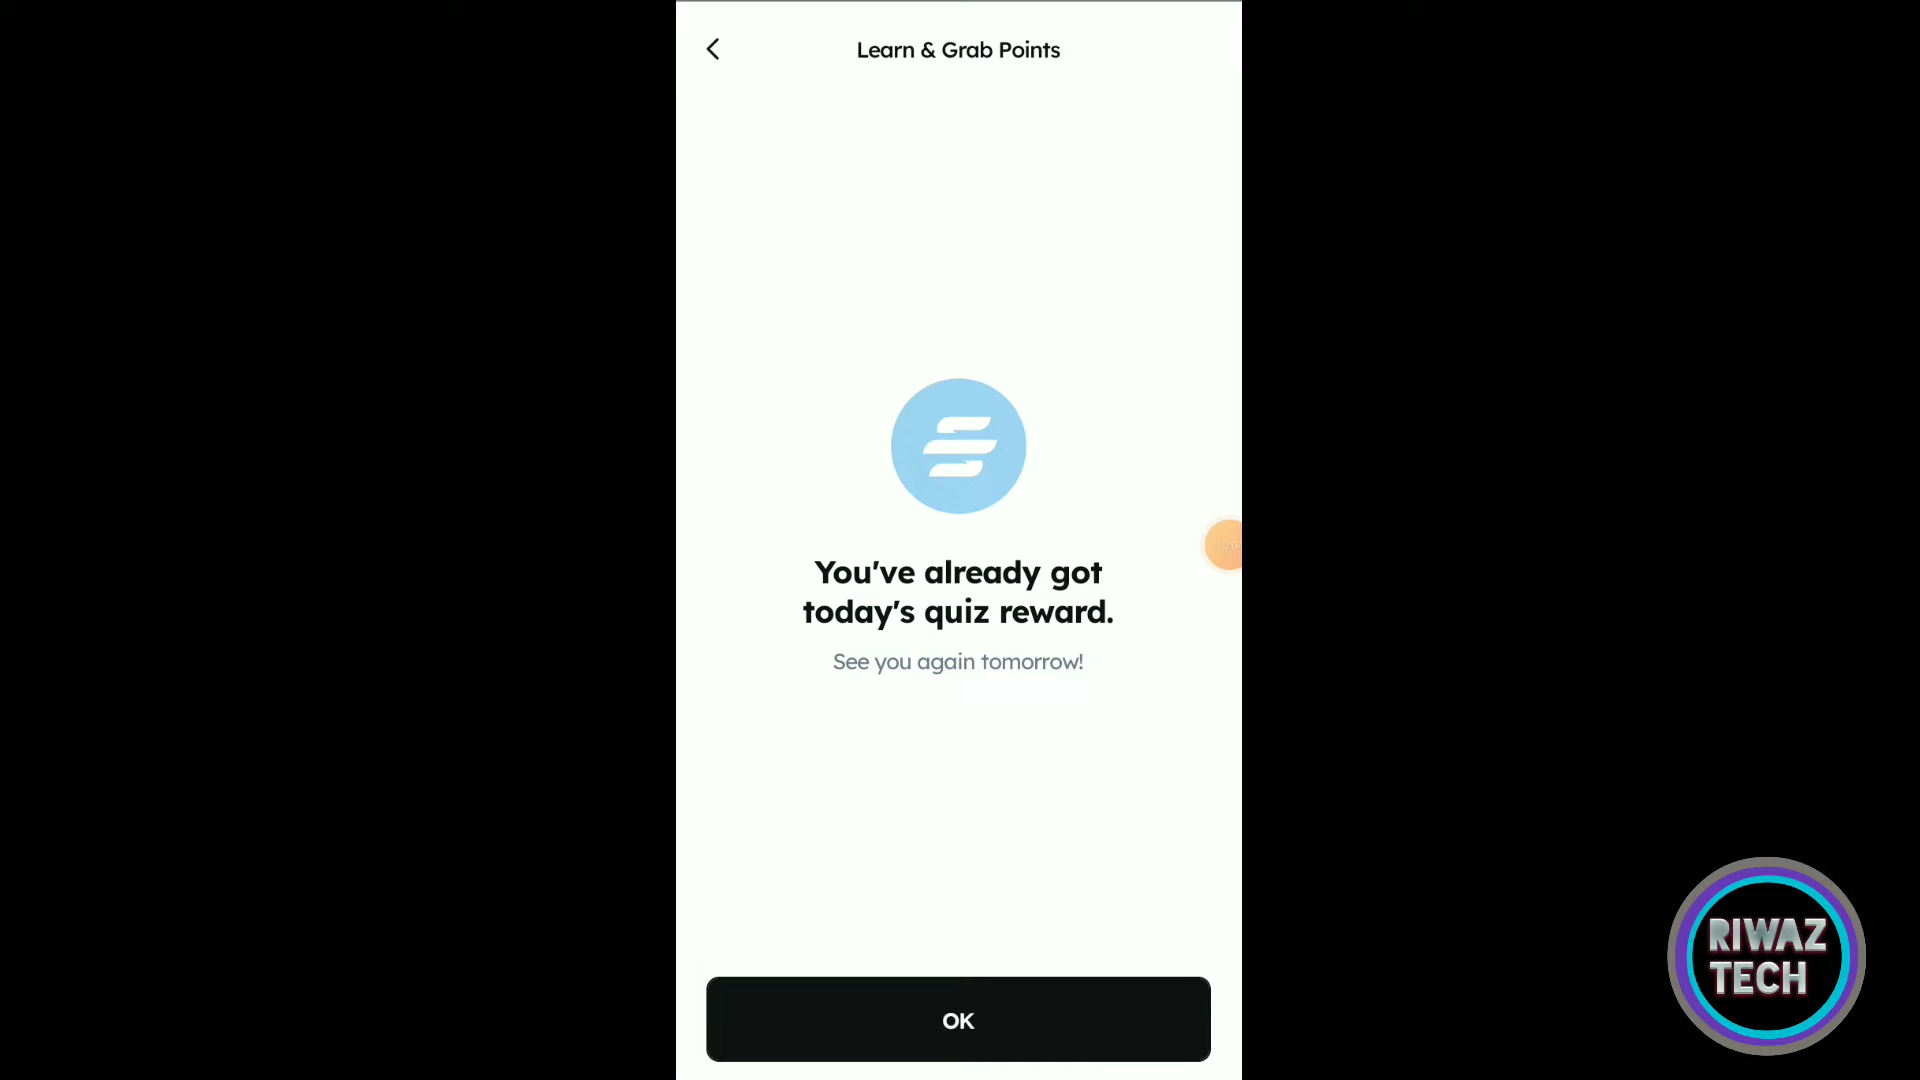 Learn & Grab Points
You've already got
today's quiz reward.
See you again tomorrow!
OK
RIWAZ
TECH